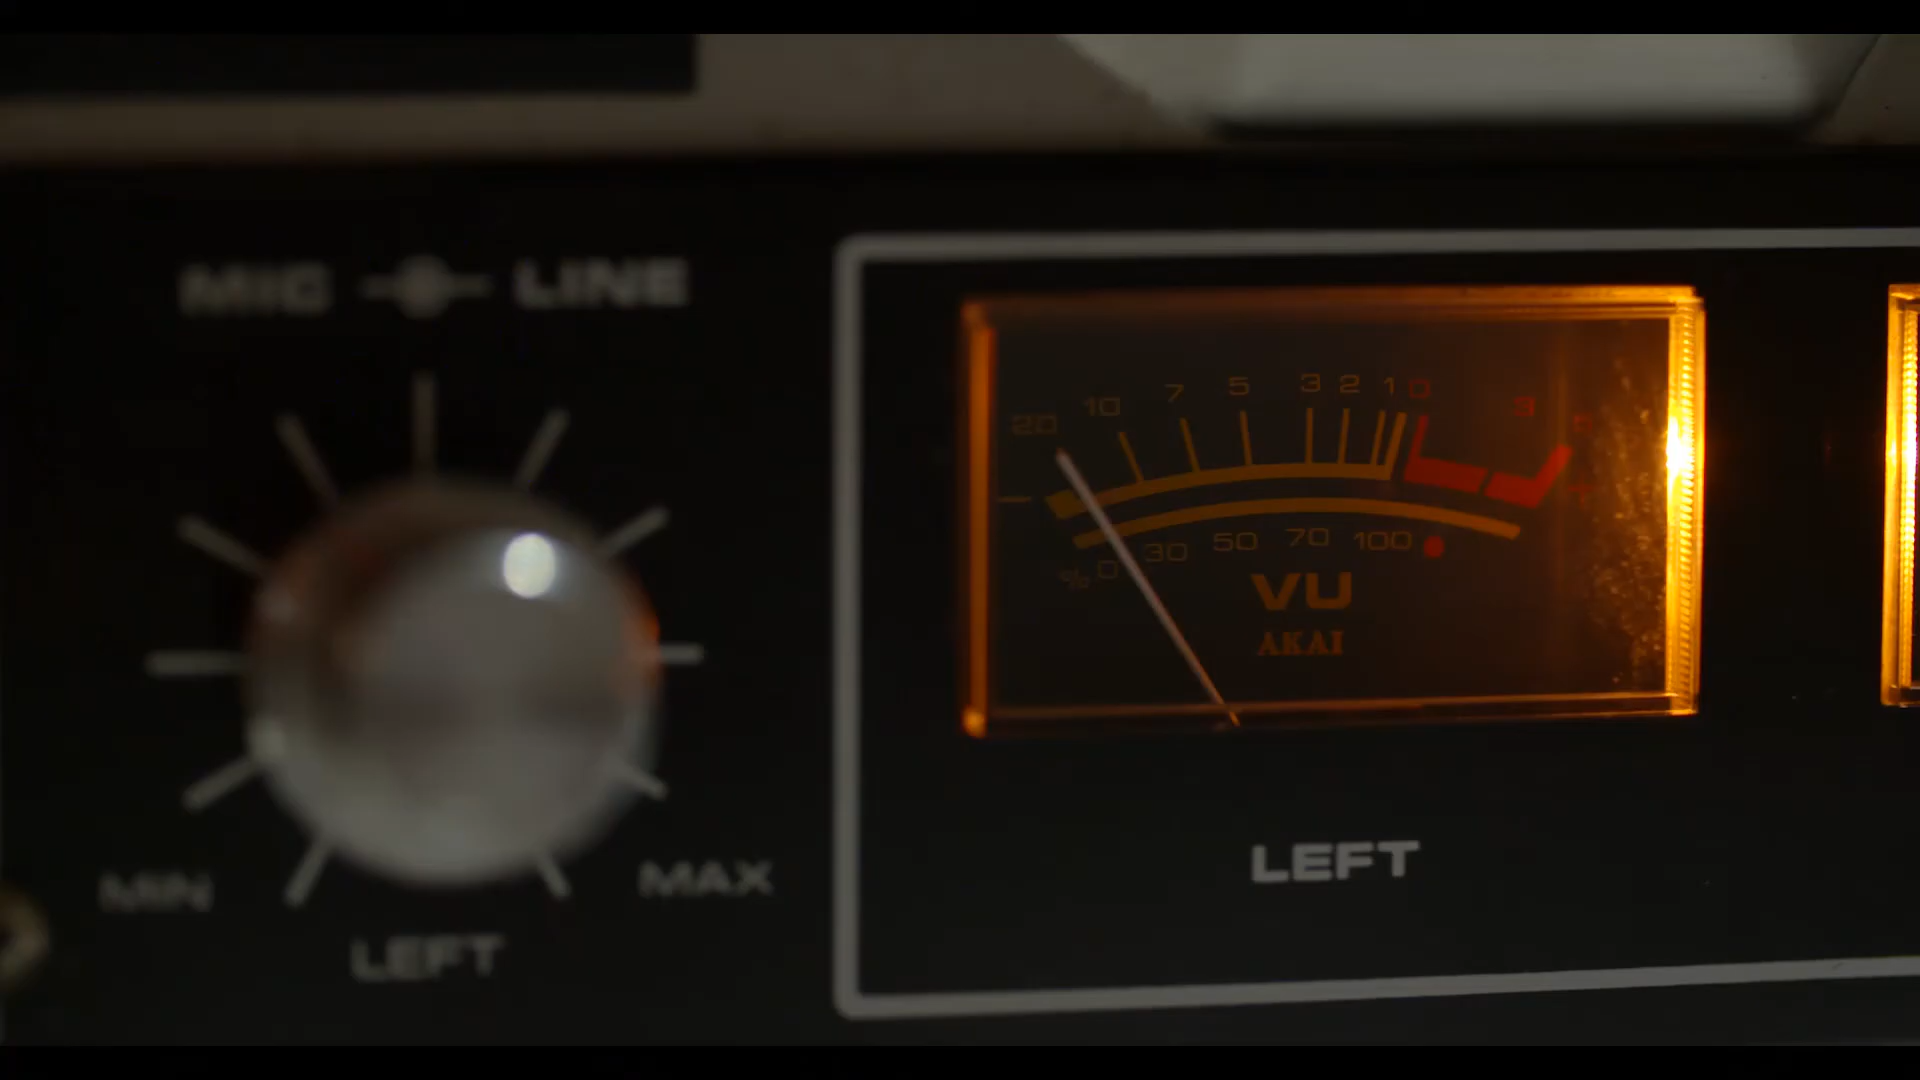 MIC LINE
MIN MAX
LEFT
20 10 7 5 3 2 1 0 3
% 0 30 50 70 100
VU
AKAI
LEFT